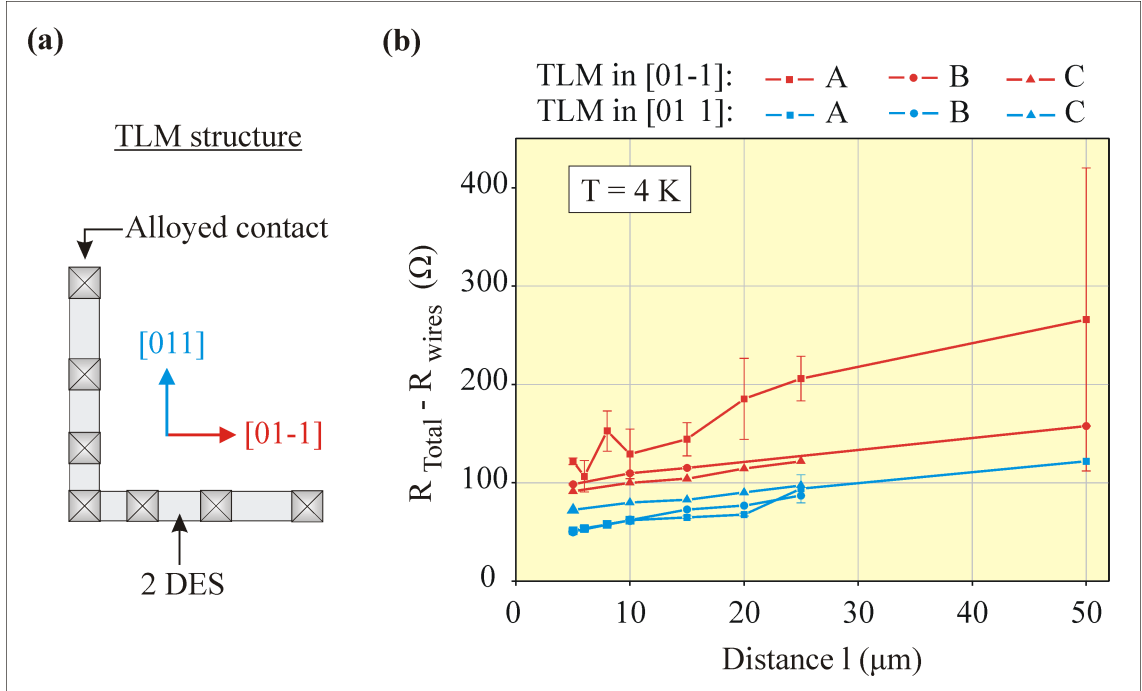 (a)
TLM structure
Alloyed contact
[011]
[01-1]
2 DES
(b)
TLM in [01-1]: A B C
TLM in [01 1]: A B C
T = 4 K
R Total - R wires (Ω)
400
300
200
100
0
0 10 20 30 40 50
Distance l (μm)